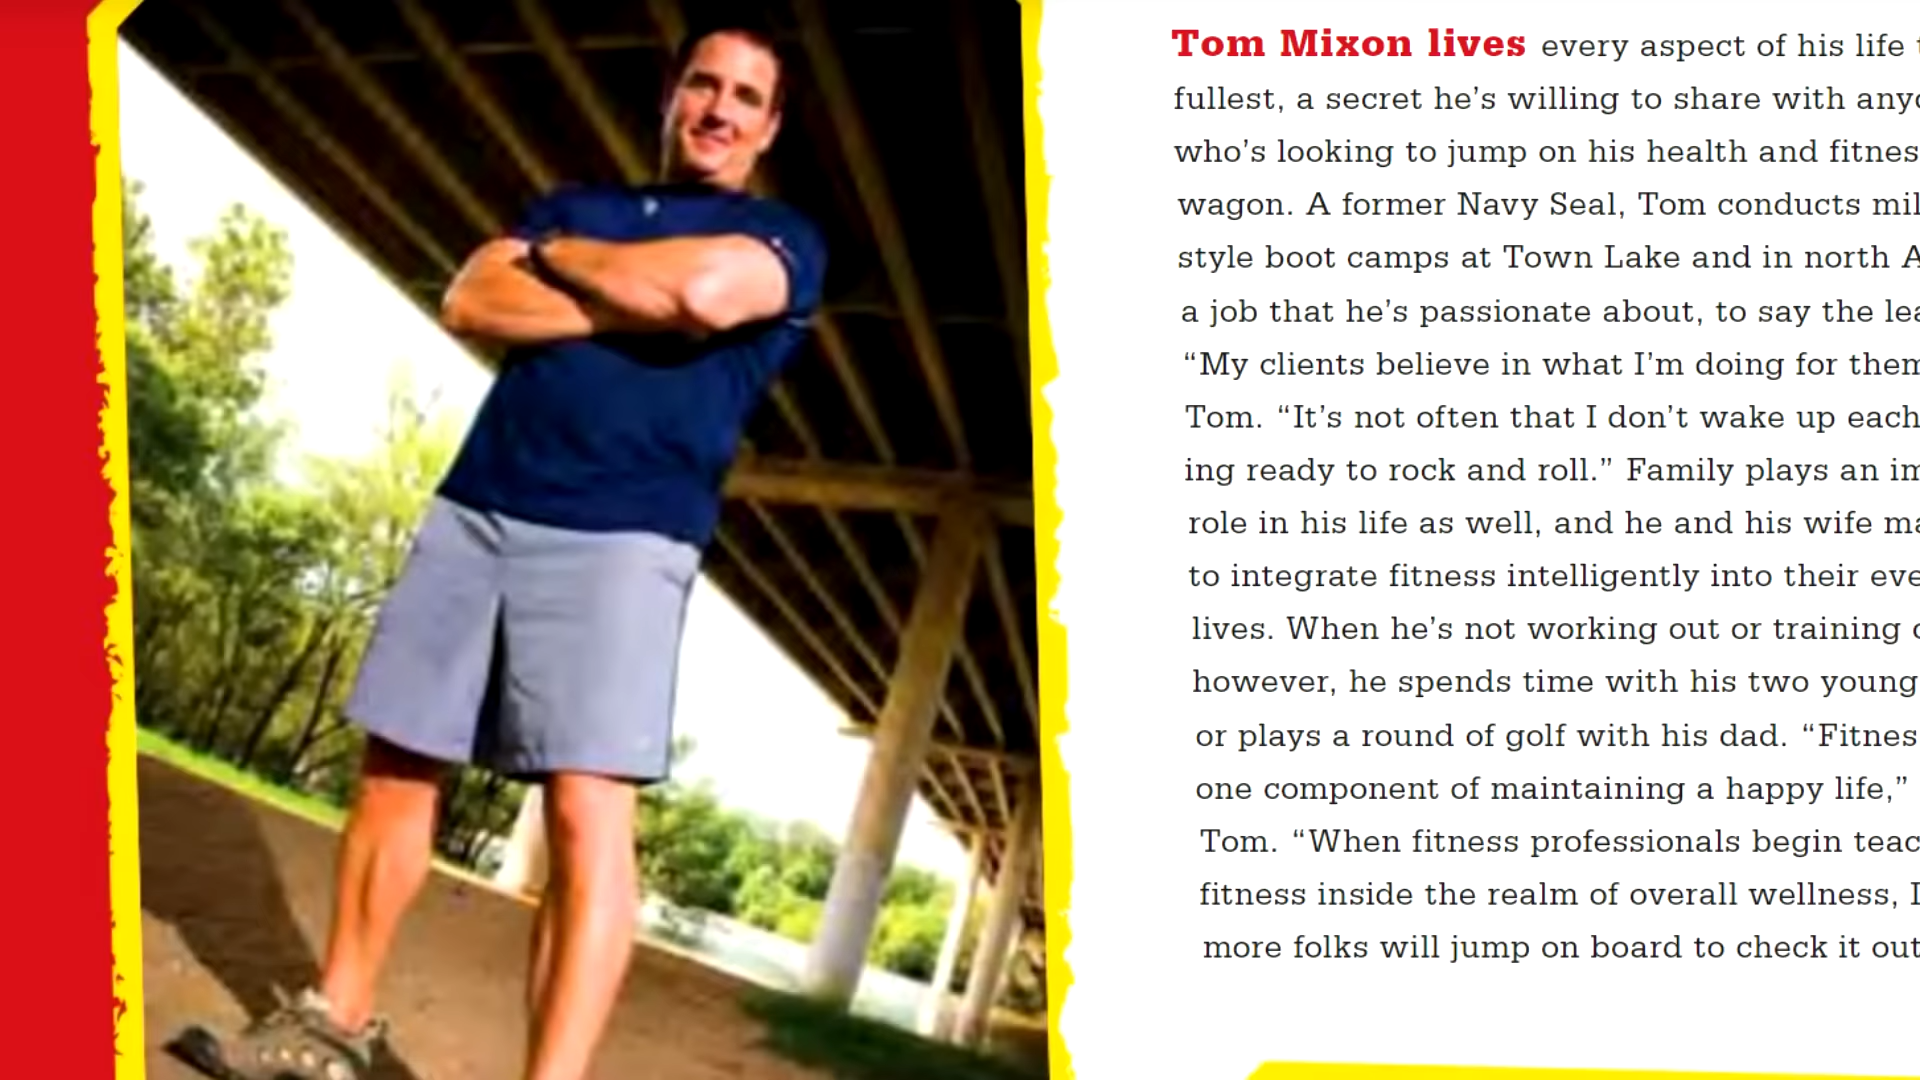 Tom Mixon lives every aspect of his life t
fullest, a secret he’s willing to share with anyo
who’s looking to jump on his health and fitnes
wagon. A former Navy Seal, Tom conducts mil
style boot camps at Town Lake and in north A
a job that he’s passionate about, to say the lea
“My clients believe in what I’m doing for them
Tom. “It’s not often that I don’t wake up each
ing ready to rock and roll.” Family plays an im
role in his life as well, and he and his wife ma
to integrate fitness intelligently into their eve
lives. When he’s not working out or training c
however, he spends time with his two young
or plays a round of golf with his dad. “Fitnes
one component of maintaining a happy life,”
Tom. “When fitness professionals begin teac
fitness inside the realm of overall wellness, I
more folks will jump on board to check it out